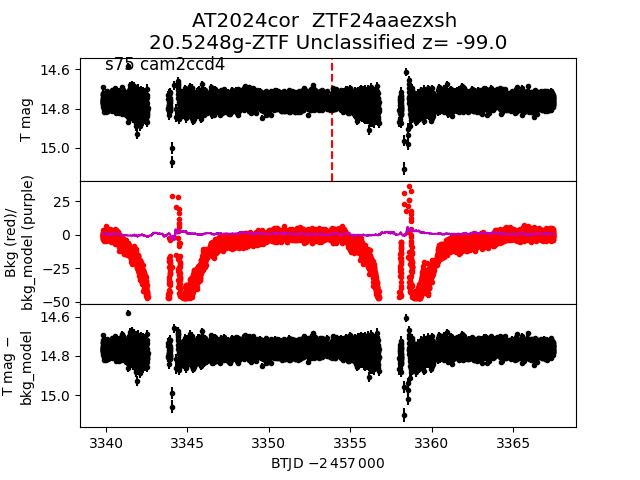 AT2024cor  ZTF24aaezxsh
20.5248g-ZTF Unclassified z= -99.0
s75 cam2ccd4
14.6
14.8
15.0
T mag
25
0
−25
−50
Bkg (red)/
bkg_model (purple)
14.6
14.8
15.0
T mag −
bkg_model
3340
3345
3350
3355
3360
3365
BTJD −2 457 000